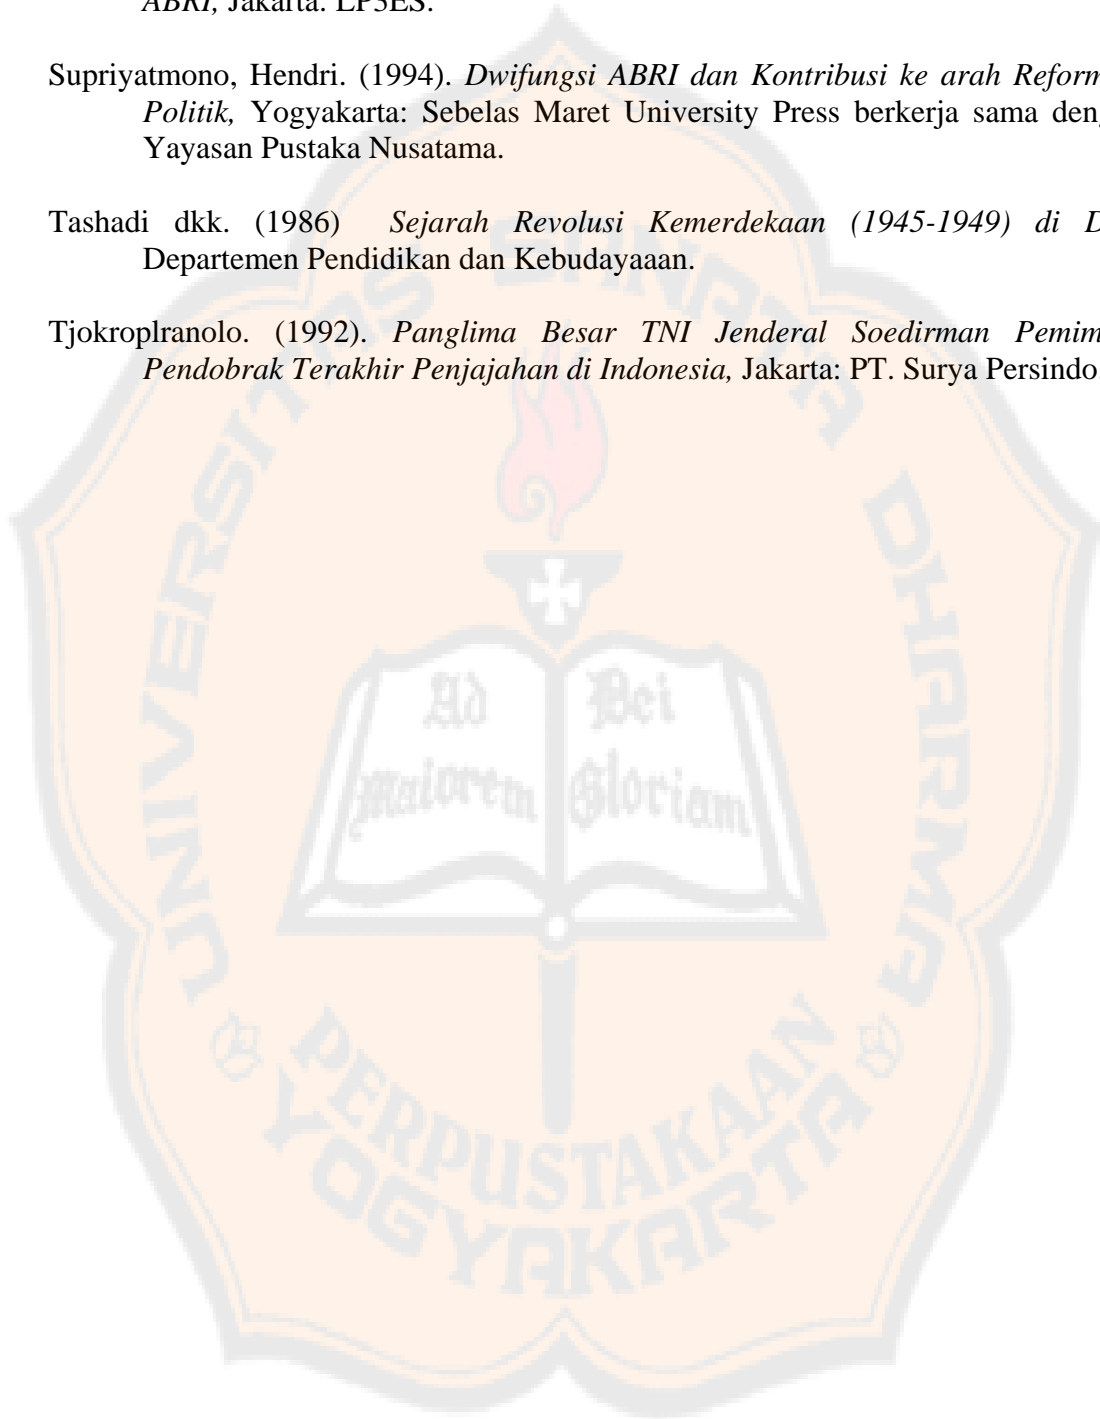 ABRI, Jakarta. LP3ES.
Supriyatmono, Hendri. (1994). Dwifungsi ABRI dan Kontribusi ke arah Reform
Politik, Yogyakarta: Sebelas Maret University Press berkerja sama den
Yayasan Pustaka Nusatama.
Tashadi dkk. (1986) Sejarah Revolusi Kemerdekaan (1945-1949) di D
Departemen Pendidikan dan Kebudayaaan.
Tjokroplranolo. (1992). Panglima Besar TNI Jenderal Soedirman Pemim
Pendobrak Terakhir Penjajahan di Indonesia, Jakarta: PT. Surya Persindo.
UNIVERSITAS SANATA DHARMA
Ad Dei
Maiorem Gloriam
PERPUSTAKAAN
YOGYAKARTA